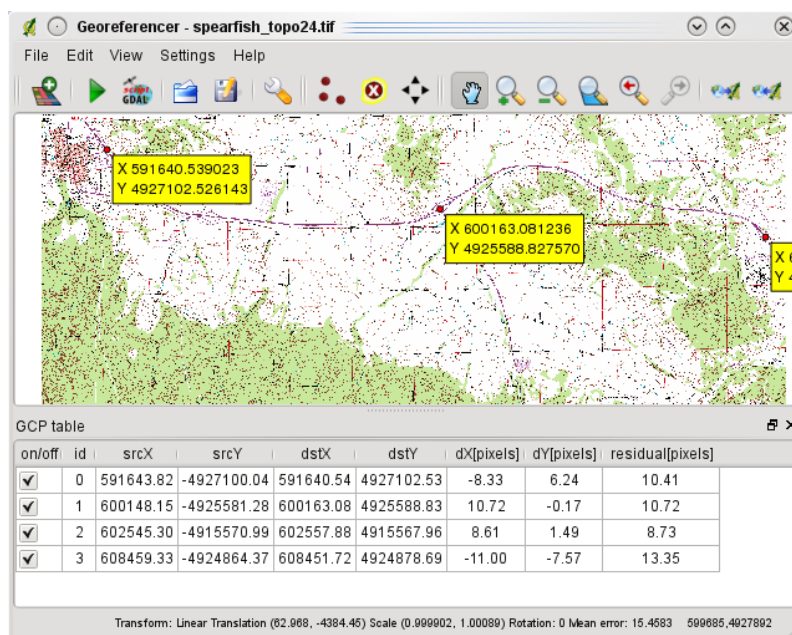 Georeferencer - spearfish_topo24.tif
File Edit View Settings Help
script
GDAL
X 591640.539023
Y 4927102.526143
X 600163.081236
Y 4925588.827570
X 6
Y 4
GCP table
on/off id srcX srcY dstX dstY dX[pixels] dY[pixels] residual[pixels]
0 591643.82 -4927100.04 591640.54 4927102.53 -8.33 6.24 10.41
1 600148.15 -4925581.28 600163.08 4925588.83 10.72 -0.17 10.72
2 602545.30 -4915570.99 602557.88 4915567.96 8.61 1.49 8.73
3 608459.33 -4924864.37 608451.72 4924878.69 -11.00 -7.57 13.35
Transform: Linear Translation (62.968, -4384.45) Scale (0.999902, 1.00089) Rotation: 0 Mean error: 15.4583 599685,4927892